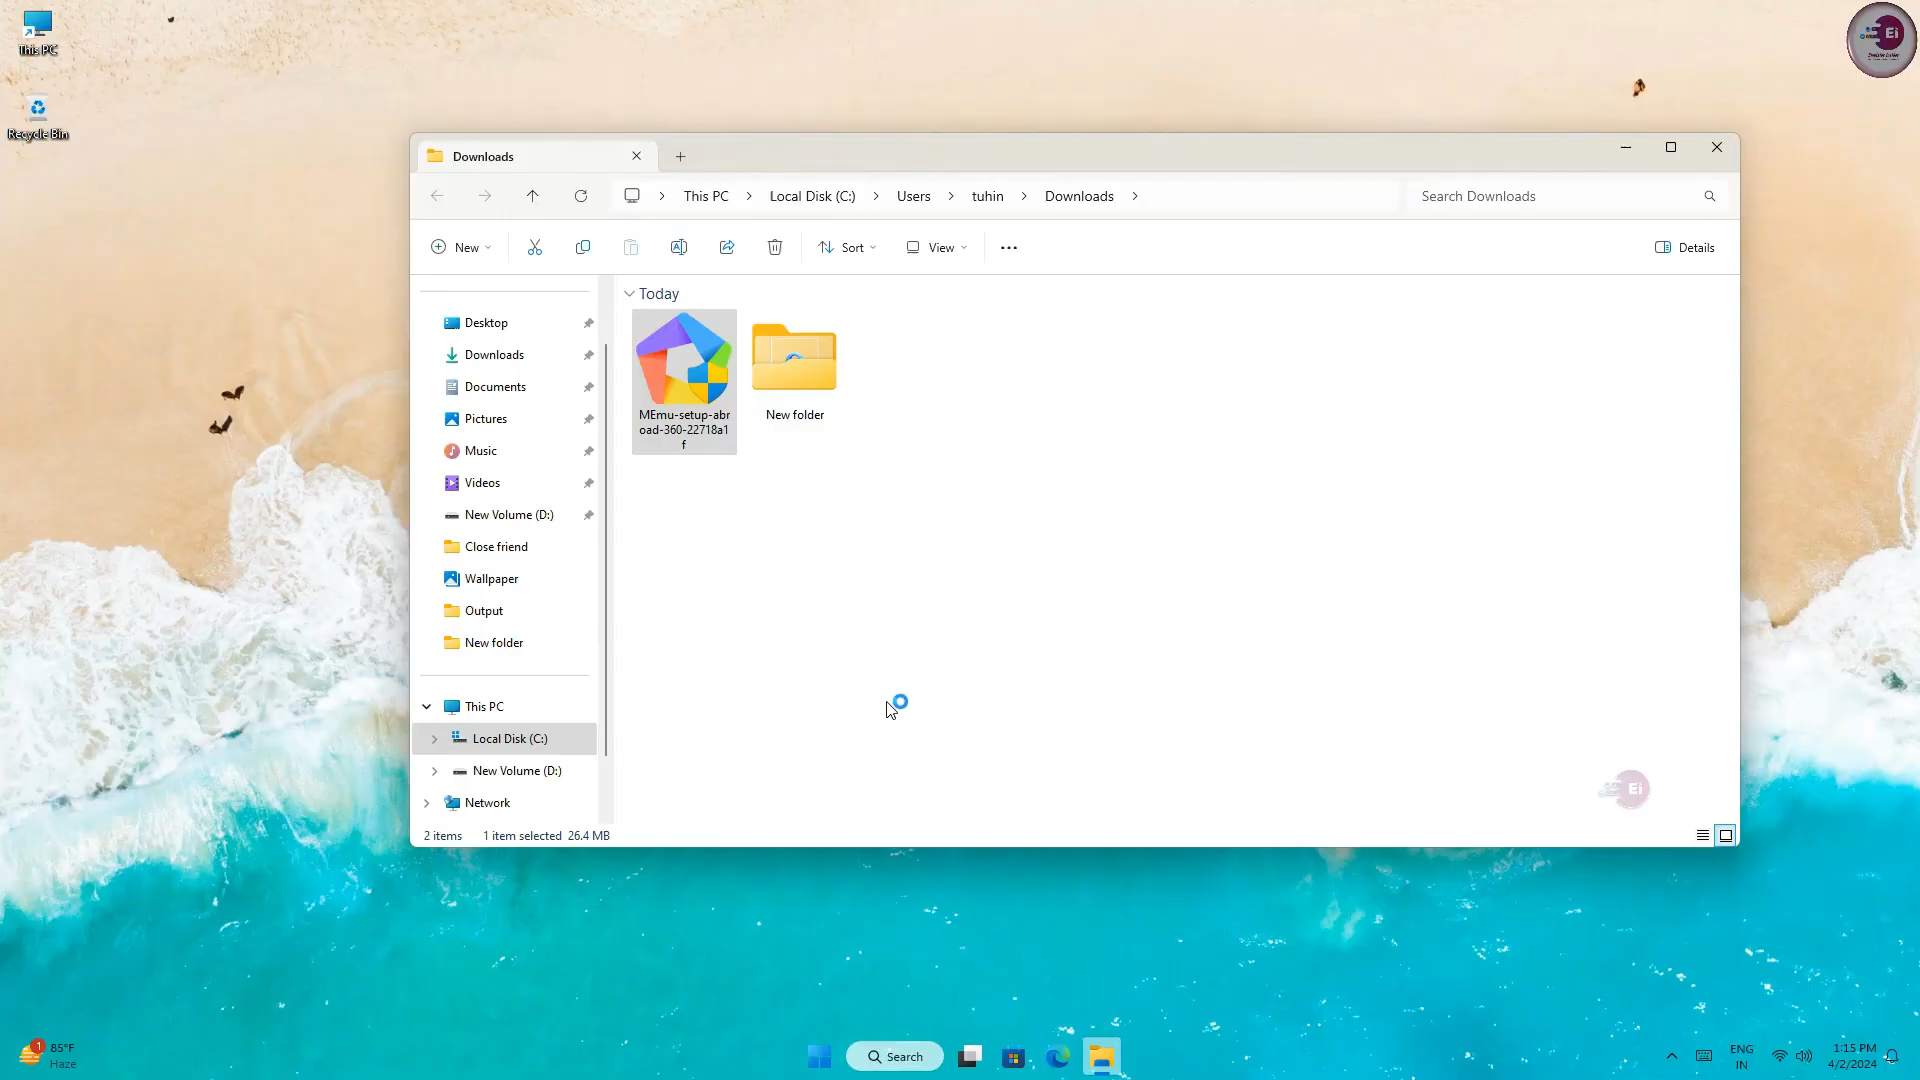 This PC
Recycle Bin
Ei
Downloads
This PC
Local Disk (C:)
Users
tuhin
Downloads
Search Downloads
New
Sort
View
Details
Desktop
Downloads
Documents
Pictures
Music
Videos
New Volume (D:)
Close friend
Wallpaper
Output
New folder
This PC
Local Disk (C:)
New Volume (D:)
Network
Today
MEmu-setup-abr
oad-360-22718a1
f
New folder
Ei
2 items 1 item selected 26.4 MB
1
85°F
Haze
Search
ENG
IN
1:15 PM
4/2/2024